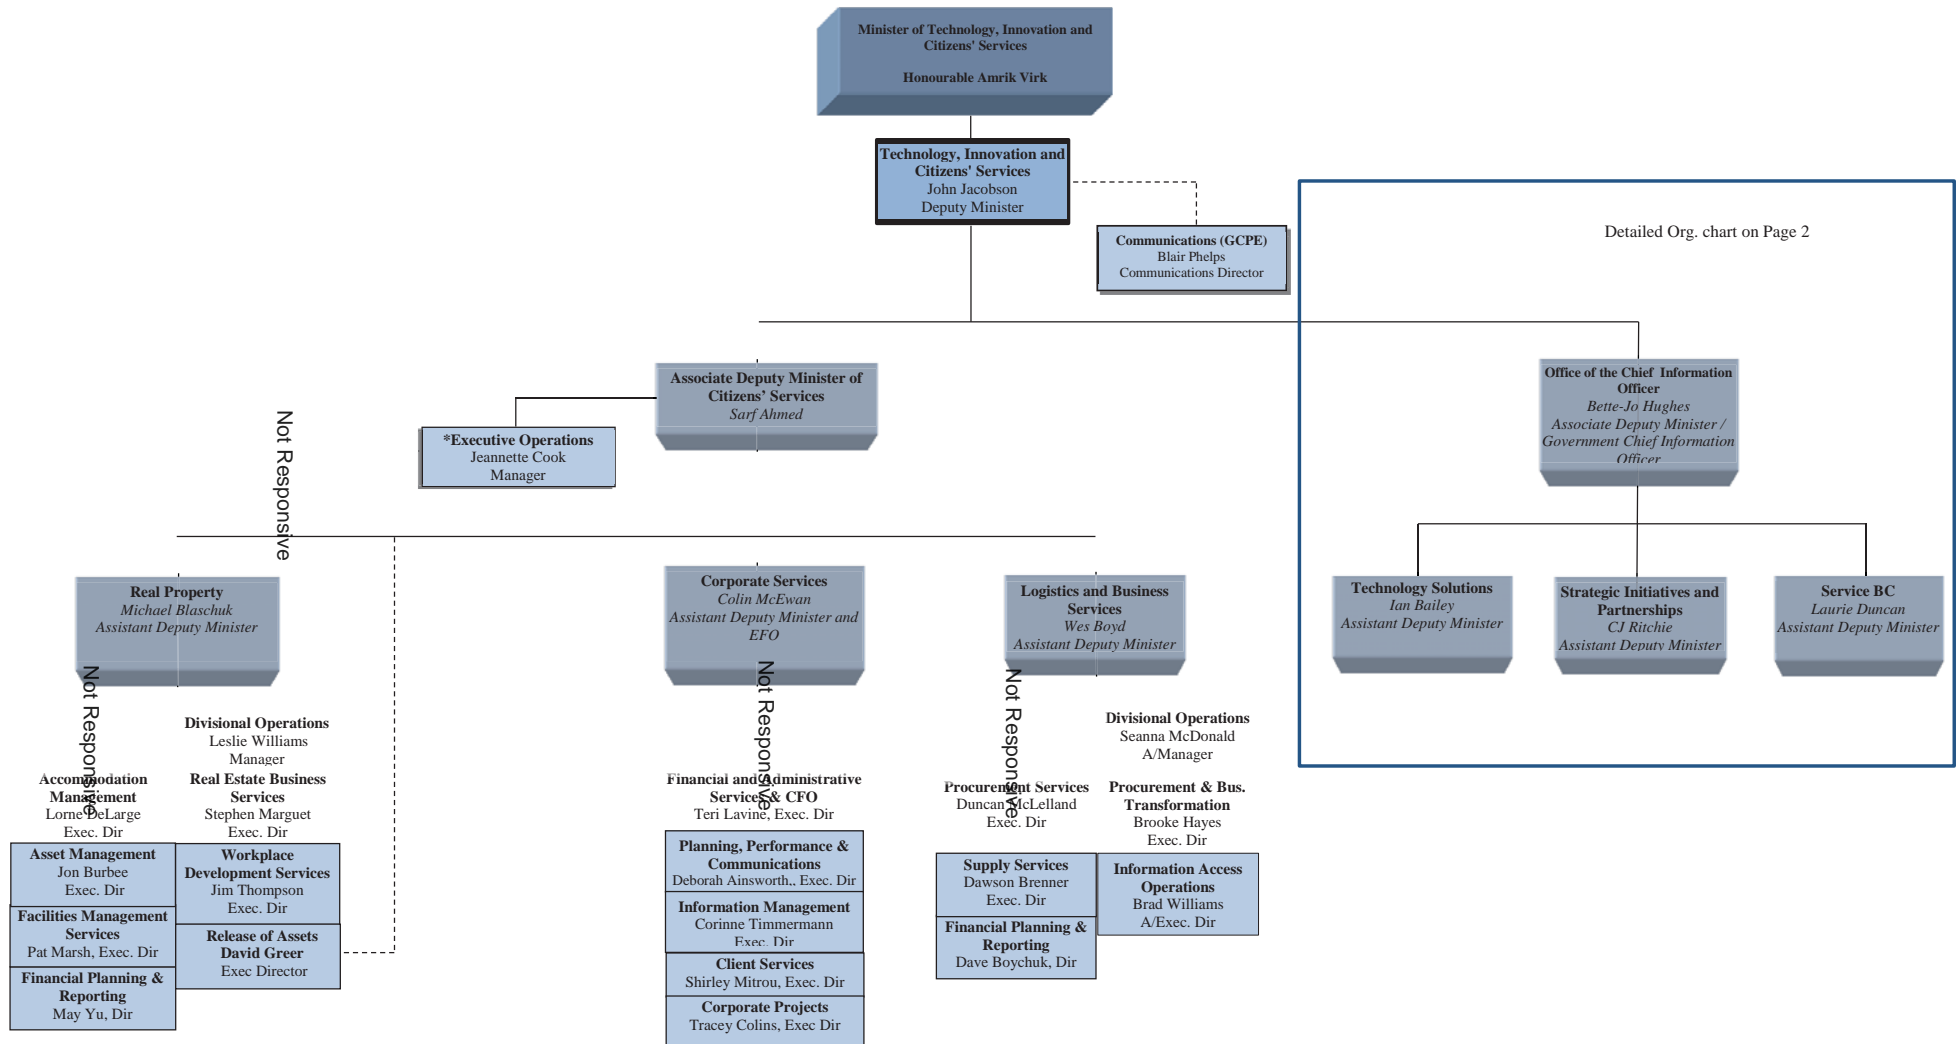 Minister of Technology, Innovation and
Citizens' Services
Honourable Amrik Virk
Technology, Innovation and
Citizens' Services
John Jacobson
Deputy Minister
Communications (GCPE)
Blair Phelps
Communications Director
Detailed Org. chart on Page 2
Associate Deputy Minister of
Citizens’ Services
Sarf Ahmed
*Executive Operations
Jeannette Cook
Manager
Office of the Chief Information
Officer
Bette-Jo Hughes
Associate Deputy Minister /
Government Chief Information
Officer
Not Responsive
Real Property
Michael Blaschuk
Assistant Deputy Minister
Corporate Services
Colin McEwan
Assistant Deputy Minister and
EFO
Logistics and Business
Services
Wes Boyd
Assistant Deputy Minister
Technology Solutions
Ian Bailey
Assistant Deputy Minister
Strategic Initiatives and
Partnerships
CJ Ritchie
Assistant Deputy Minister
Service BC
Laurie Duncan
Assistant Deputy Minister
Not Responsive
Divisional Operations
Leslie Williams
Manager
Accommodation
Management
Lorne DeLarge
Exec. Dir
Real Estate Business
Services
Stephen Marguet
Exec. Dir
Asset Management
Jon Burbee
Exec. Dir
Workplace
Development Services
Jim Thompson
Exec. Dir
Facilities Management
Services
Pat Marsh, Exec. Dir
Release of Assets
David Greer
Exec Director
Financial Planning &
Reporting
May Yu, Dir
Not Responsive
Financial and Administrative
Services & CFO
Teri Lavine, Exec. Dir
Planning, Performance &
Communications
Deborah Ainsworth,, Exec. Dir
Information Management
Corinne Timmermann
Exec. Dir
Client Services
Shirley Mitrou, Exec. Dir
Corporate Projects
Tracey Colins, Exec Dir
Not Responsive
Divisional Operations
Seanna McDonald
A/Manager
Procurement Services
Duncan McLelland
Exec. Dir
Procurement & Bus.
Transformation
Brooke Hayes
Exec. Dir
Supply Services
Dawson Brenner
Exec. Dir
Information Access
Operations
Brad Williams
A/Exec. Dir
Financial Planning &
Reporting
Dave Boychuk, Dir